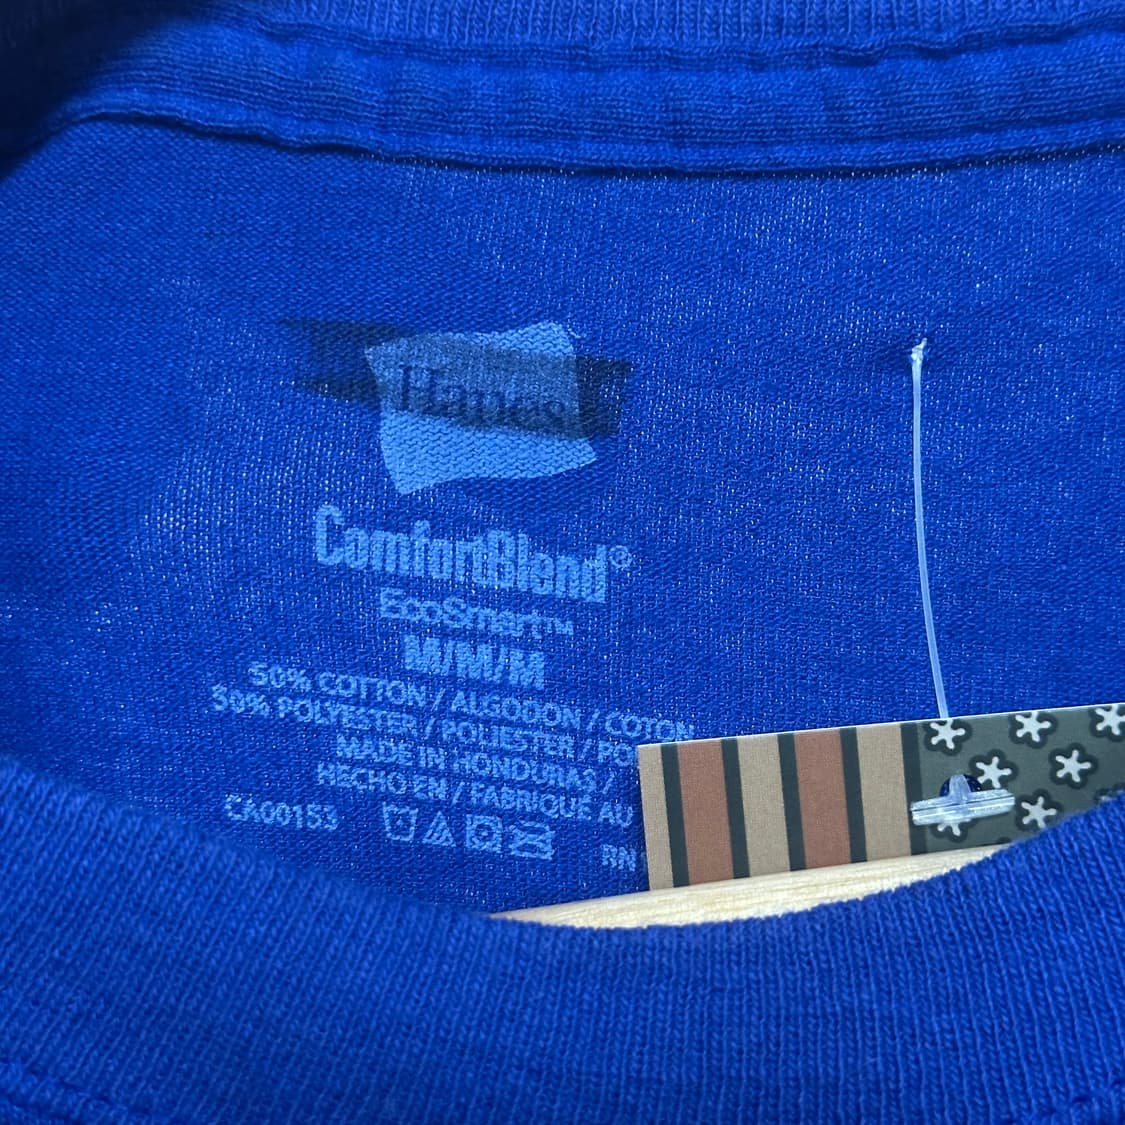 Hanes
ComfortBlend®
EcoSmart™
M/M/M
50% COTTON / ALGODON / COTON
50% POLYESTER / POLIESTER / PO
MADE IN HONDURAS /
HECHO EN / FABRIQUÉ AU
CA00153
RN